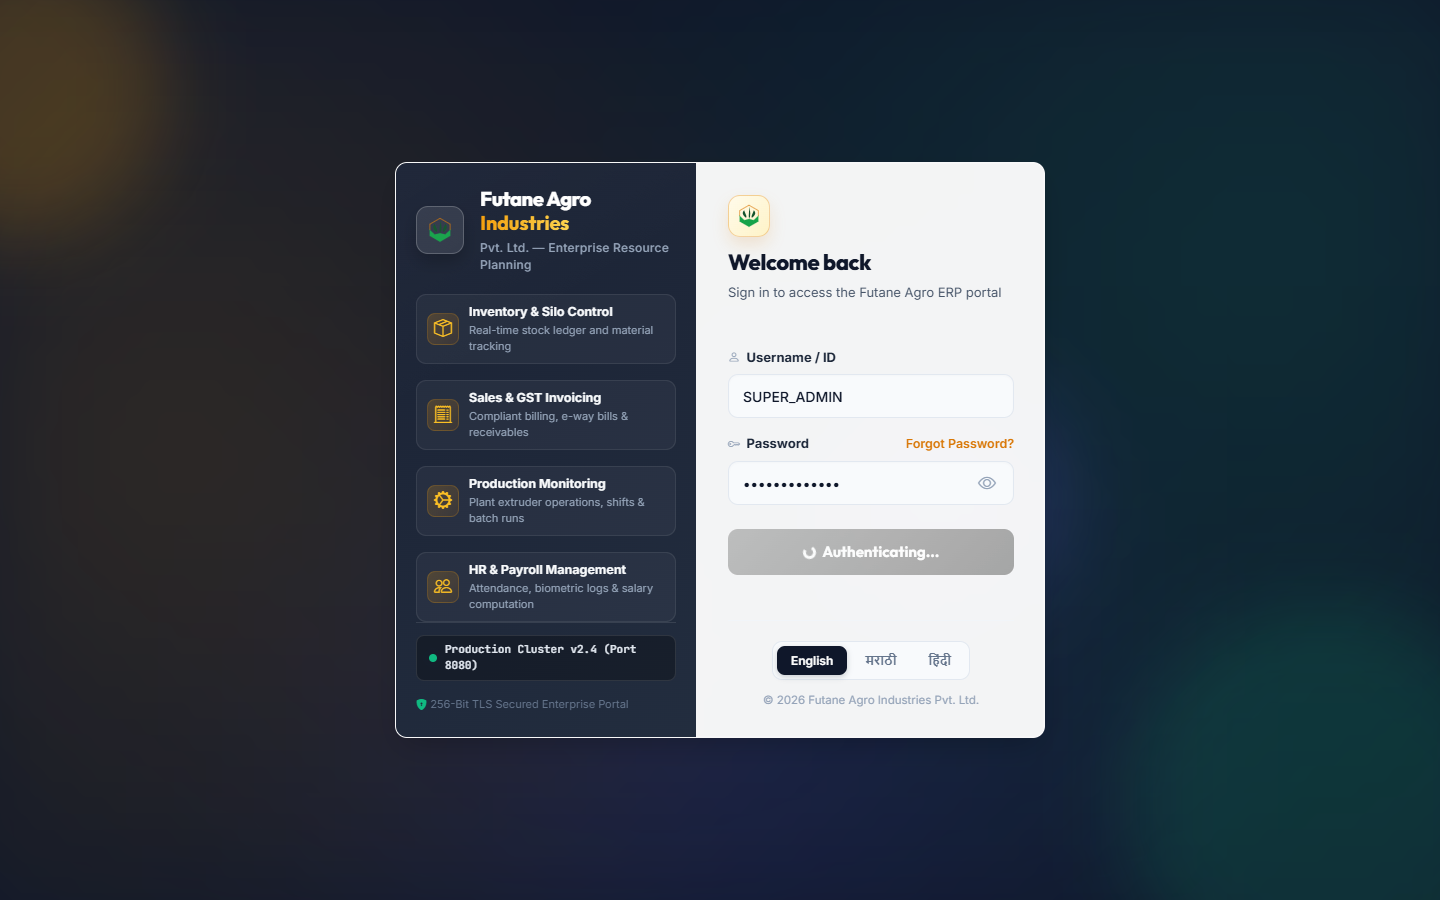 Futane Agro
Industries
Pvt. Ltd. — Enterprise Resource
Planning
Inventory & Silo Control
Real-time stock ledger and material
tracking
Sales & GST Invoicing
Compliant billing, e-way bills &
receivables
Production Monitoring
Plant extruder operations, shifts &
batch runs
HR & Payroll Management
Attendance, biometric logs & salary
computation
Production Cluster v2.4 (Port
8080)
256-Bit TLS Secured Enterprise Portal
Welcome back
Sign in to access the Futane Agro ERP portal
Username / ID
SUPER_ADMIN
Password Forgot Password?
•••••••••••••
Authenticating...
English मराठी हिंदी
© 2026 Futane Agro Industries Pvt. Ltd.